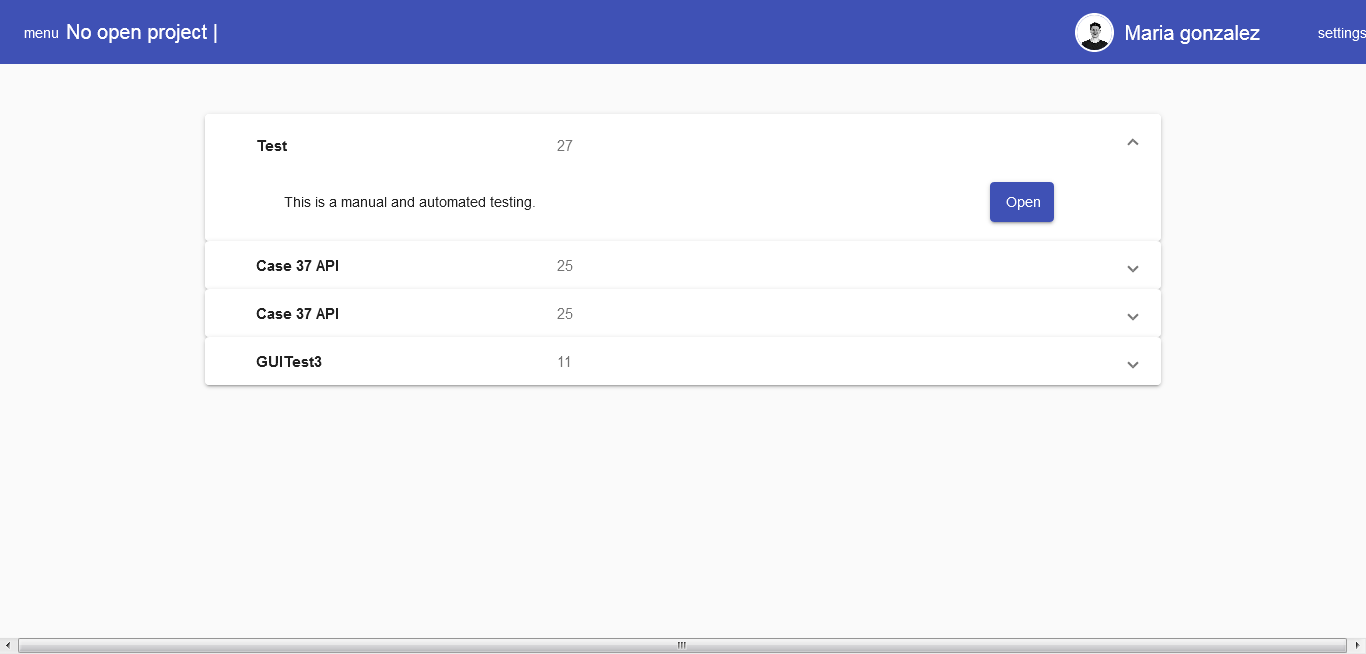 menu No open project | Maria gonzalez settings
Test 27
This is a manual and automated testing. Open
Case 37 API 25
Case 37 API 25
GUITest3 11